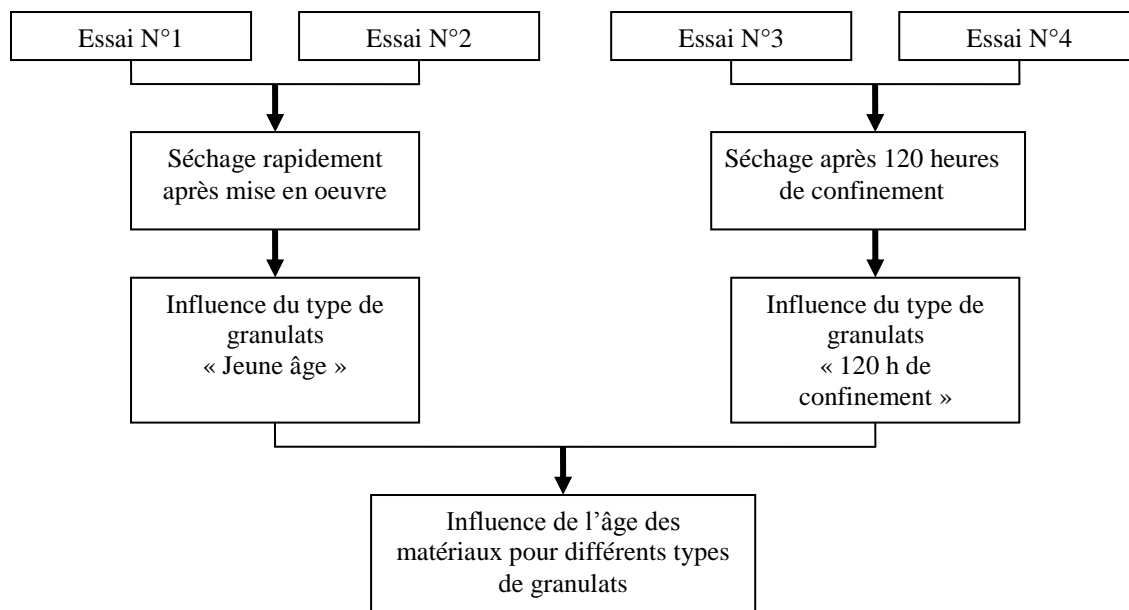 Essai N°1
Essai N°2
Essai N°3
Essai N°4
Séchage rapidement
après mise en oeuvre
Séchage après 120 heures
de confinement
Influence du type de
granulats
« Jeune âge »
Influence du type de
granulats
« 120 h de
confinement »
Influence de l’âge des
matériaux pour différents types
de granulats